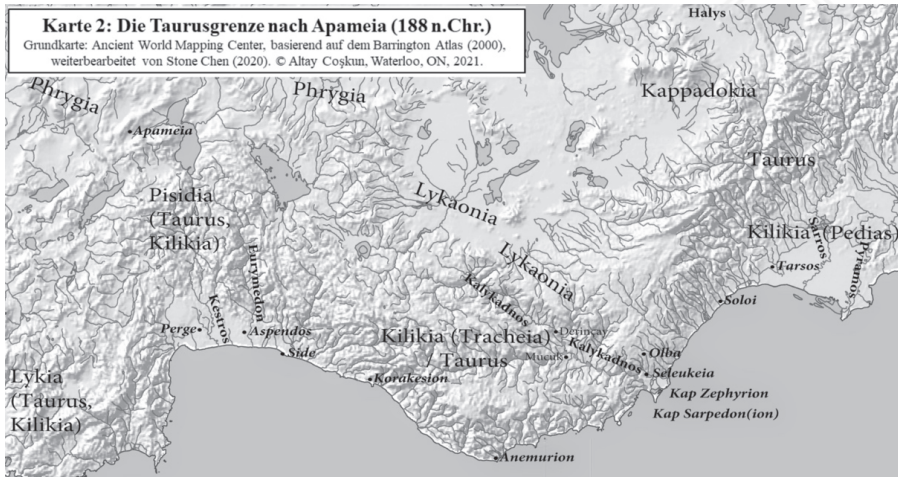 Karte 2: Die Taurusgrenze nach Apameia (188 n.Chr.)
Grundkarte: Ancient World Mapping Center, basierend auf dem Barrington Atlas (2000),
weiterbearbeitet von Stone Chen (2020). © Altay Coşkun, Waterloo, ON, 2021.
Halys
Phrygia
Phrygia
Kappadokia
Apameia
Taurus
Pisidia
(Taurus,
Kilikia)
Lykaonia
Kilikia (Pedias)
Sarros
Pyramos
Eurymedon
Lykaonia
Farsos
Kalykadnos
Kestros
Soloi
Perge
Aspendos
Kilikia (Tracheia)
/ Taurus
Derinçay
Side
Mucuk
Kalykadnos
Olba
Lykia
(Taurus,
Kilikia)
Korakesion
Seleukeia
Kap Zephyrion
Kap Sarpedon(ion)
Anemurion